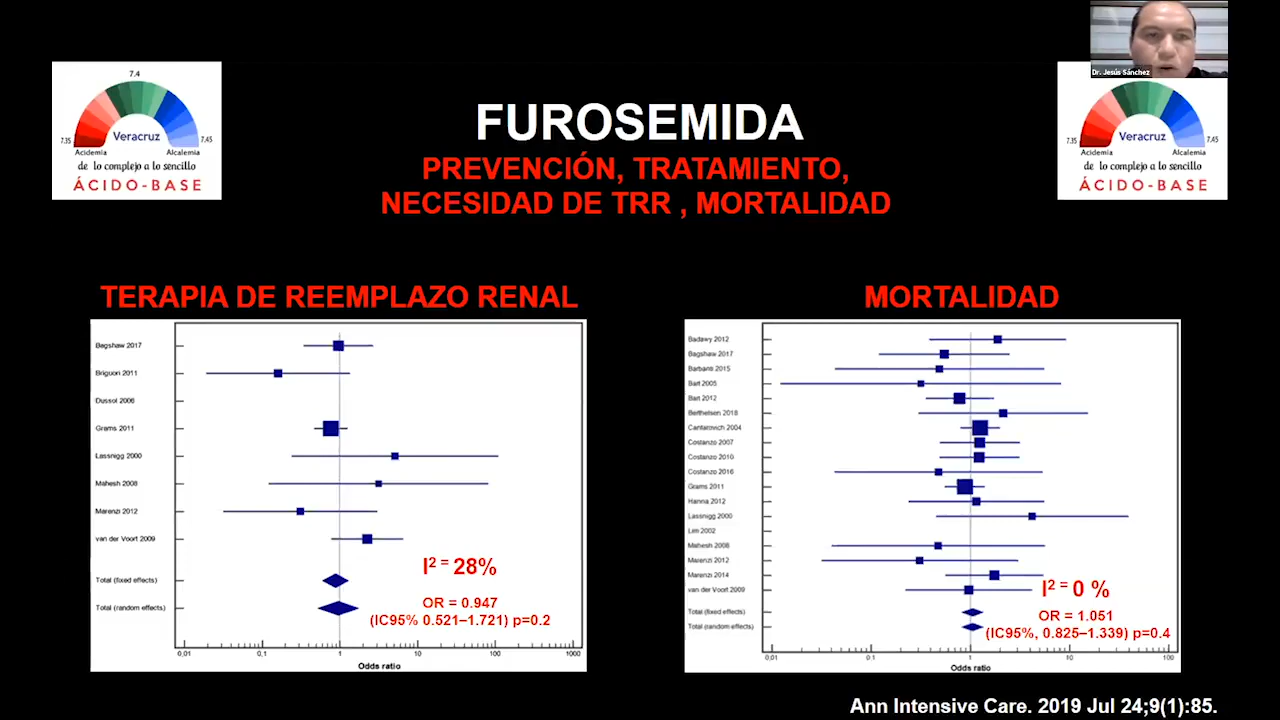 Dr. Jesús Sánchez
7.4
7.35
Veracruz
7.45
Acidemia
Alcalemia
de lo complejo a lo sencillo
ÁCIDO-BASE
FUROSEMIDA
PREVENCIÓN, TRATAMIENTO,
NECESIDAD DE TRR , MORTALIDAD
7.35
Veracruz
7.45
Acidemia
Alcalemia
de lo complejo a lo sencillo
ÁCIDO-BASE
TERAPIA DE REEMPLAZO RENAL
Bagshaw 2017
Briguori 2011
Dussol 2006
Grams 2011
Lassnigg 2000
Mahesh 2008
Marenzi 2012
van der Voort 2009
I² = 28%
Total (fixed effects)
Total (random effects)
OR = 0.947
(IC95% 0.521–1.721) p=0.2
0,01 0,1 1 10 100 1000
Odds ratio
MORTALIDAD
Badawy 2012
Bagshaw 2017
Barbanti 2015
Bart 2005
Bart 2012
Berthelsen 2018
Cantarovich 2004
Costanzo 2007
Costanzo 2010
Costanzo 2016
Grams 2011
Hanna 2012
Lassnigg 2000
Lim 2002
Mahesh 2008
Marenzi 2012
Marenzi 2014
van der Voort 2009
I² = 0 %
Total (fixed effects)
Total (random effects)
OR = 1.051
(IC95%, 0.825–1.339) p=0.4
0,01 0,1 1 10 100
Odds ratio
Ann Intensive Care. 2019 Jul 24;9(1):85.